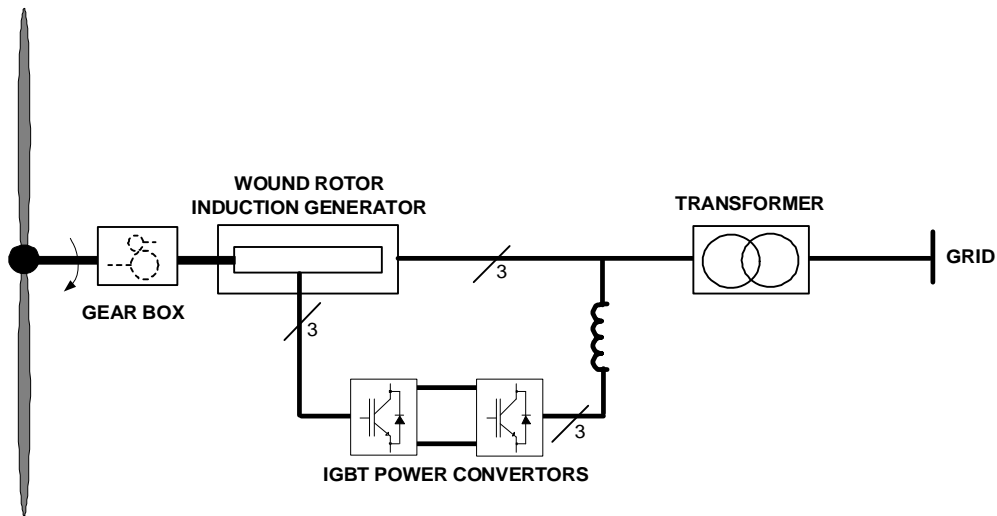 WOUND ROTOR
INDUCTION GENERATOR
TRANSFORMER
3
GRID
GEAR BOX
3
3
IGBT POWER CONVERTORS